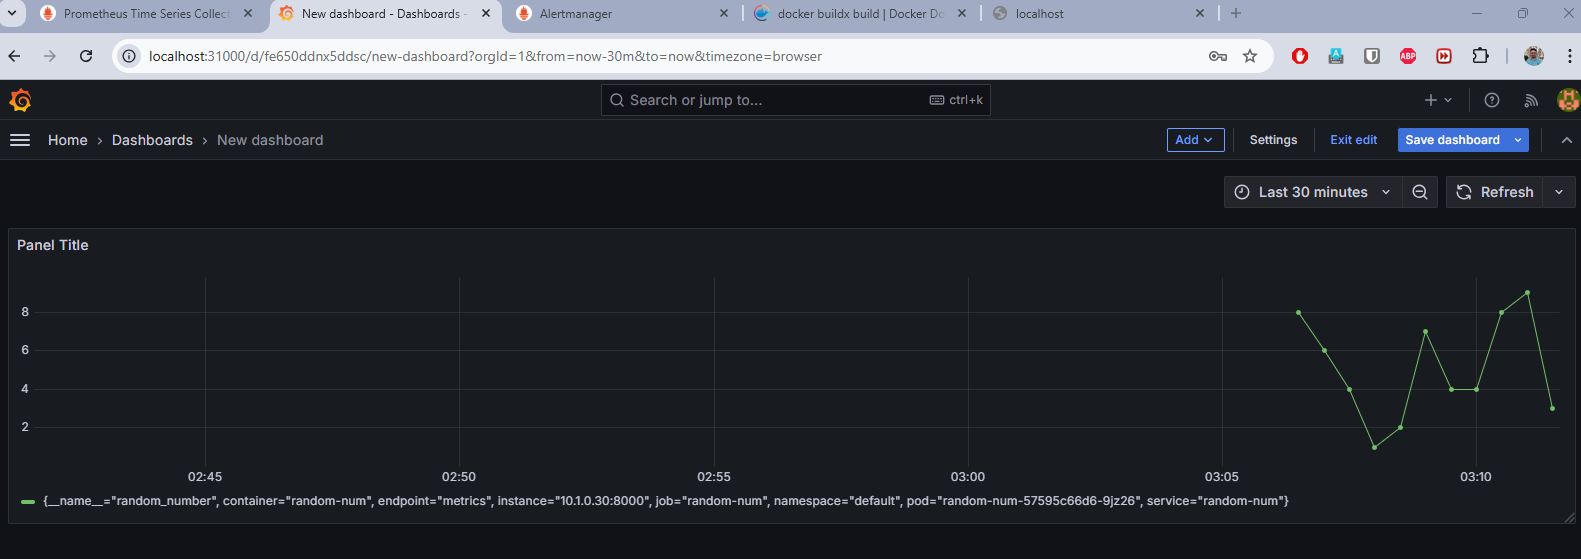 Prometheus Time Series Collect
New dashboard - Dashboards -
Alertmanager
docker buildx build | Docker Do
localhost
localhost:31000/d/fe650ddnx5ddsc/new-dashboard?orgId=1&from=now-30m&to=now&timezone=browser
Search or jump to... ctrl+k
Home › Dashboards › New dashboard
Add
Settings
Exit edit
Save dashboard
Last 30 minutes
Refresh
Panel Title
8
6
4
2
02:45 02:50 02:55 03:00 03:05 03:10
{__name__="random_number", container="random-num", endpoint="metrics", instance="10.1.0.30:8000", job="random-num", namespace="default", pod="random-num-57595c66d6-9jz26", service="random-num"}